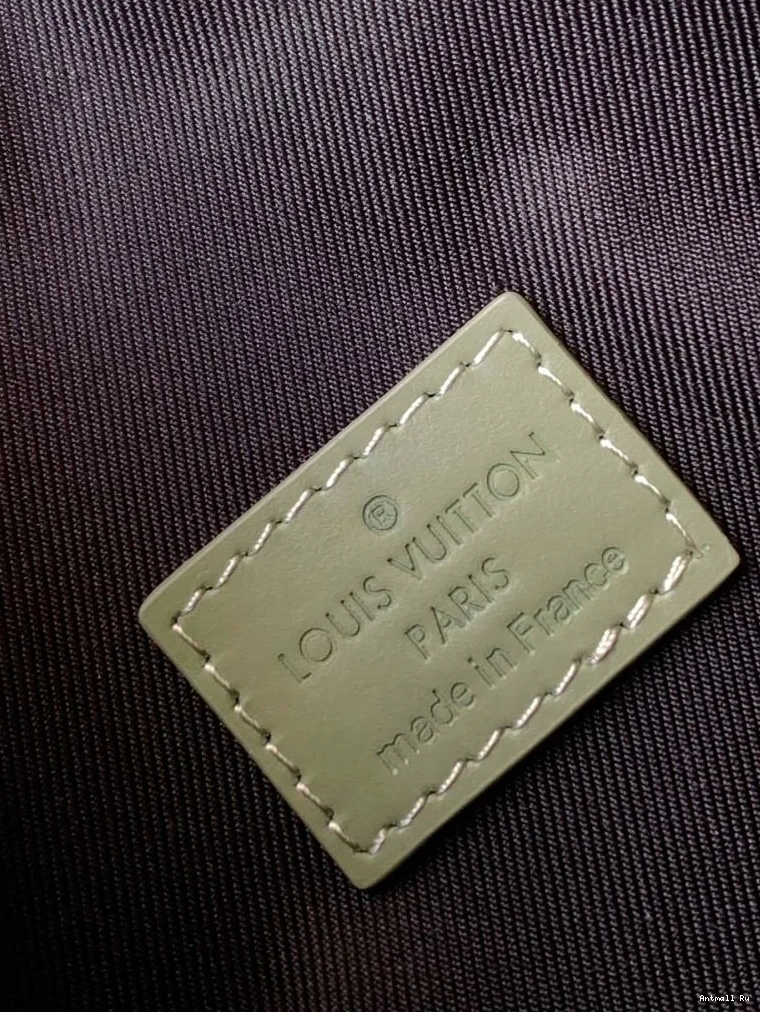 ®
LOUIS VUITTON
PARIS
made in France
Antmall Ru